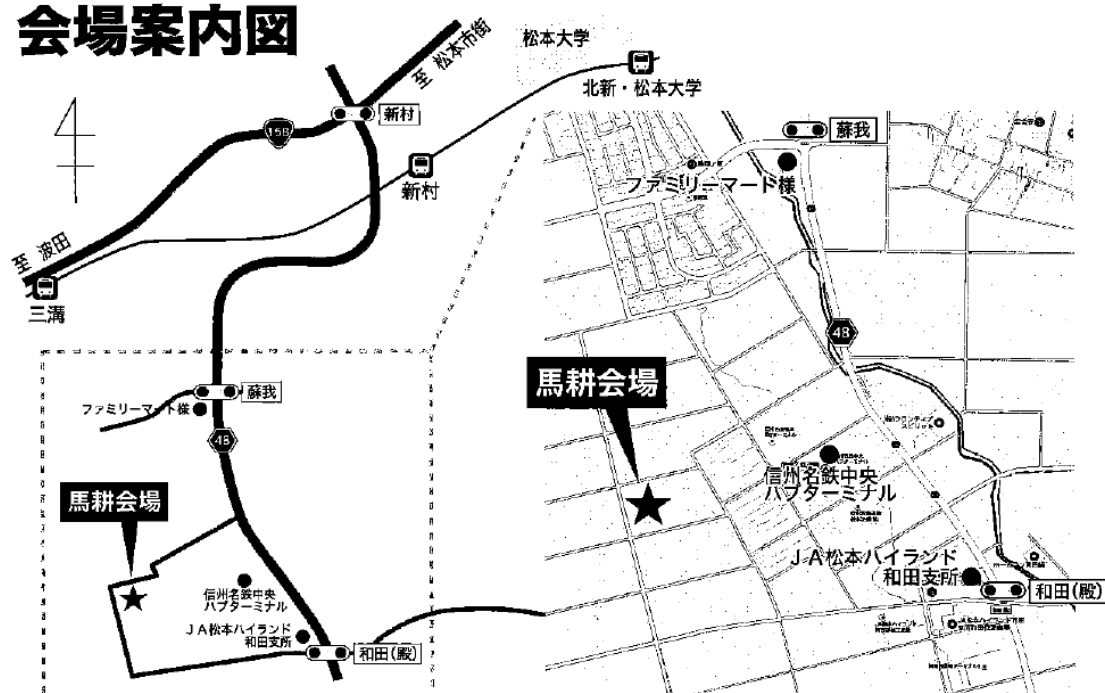 会場案内図
至 松本市街
松本大学
北新・松本大学
新村
158
新村
至 波田
三溝
蘇我
ファミリーマート様
48
馬耕会場
信州名鉄中央
ハブターミナル
JA松本ハイランド
和田支所
和田(殿)
蘇我
ファミリーマート様
48
馬耕会場
信州名鉄中央
ハブターミナル
JA松本ハイランド
和田支所
和田(殿)